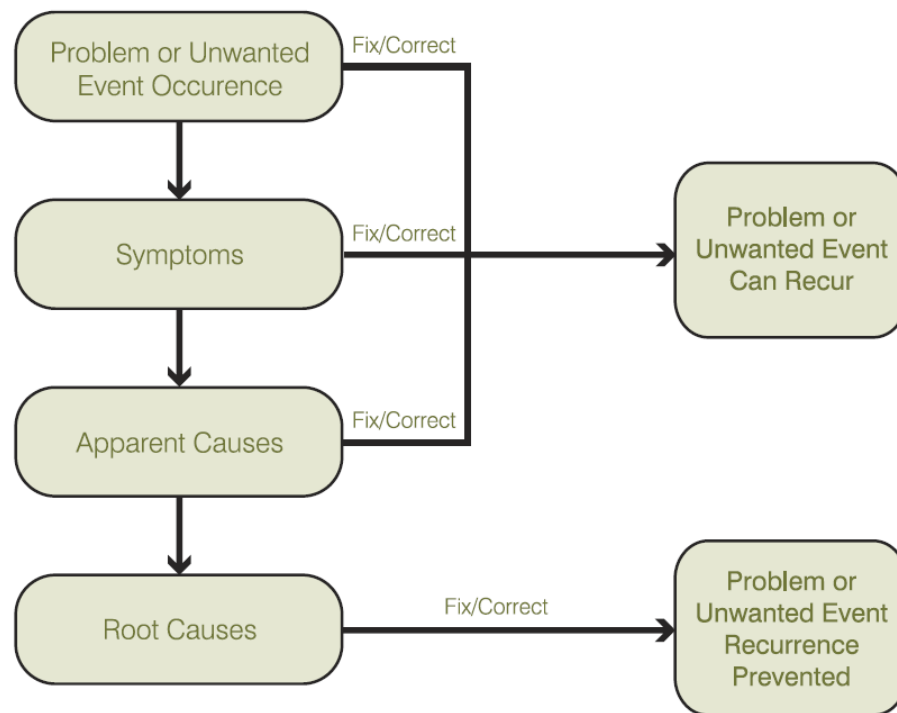 Problem or Unwanted
Event Occurence
Fix/Correct
Symptoms
Fix/Correct
Problem or
Unwanted Event
Can Recur
Apparent Causes
Fix/Correct
Root Causes
Fix/Correct
Problem or
Unwanted Event
Recurrence
Prevented